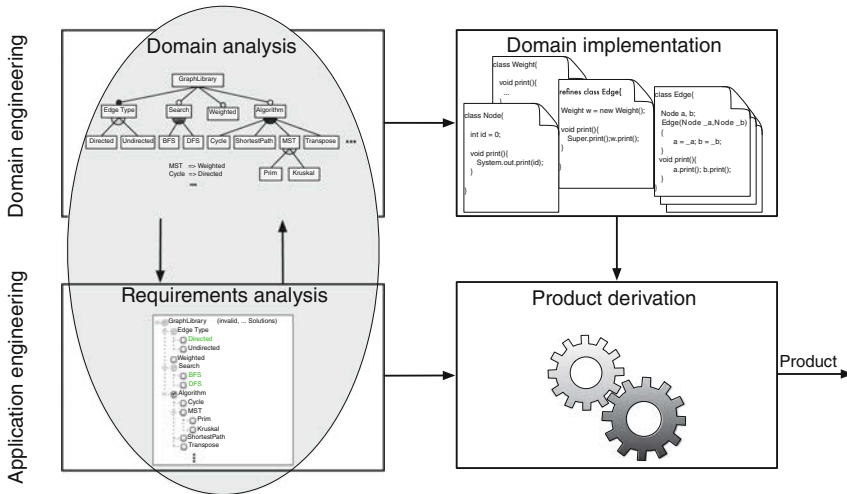 Domain engineering
Domain analysis
GraphLibrary
Edge Type
Search
Weighted
Algorithm
Directed
Undirected
BFS
DFS
Cycle
ShortestPath
MST
Transpose
MST => Weighted
Cycle => Directed
Prim
Kruskal
Domain implementation
class Weight{
void print(){
...
}
class Node{
int id = 0;
void print(){
System.out.print(id);
}
}
refines class Edge{
Weight w = new Weight();
void print(){
Super.print();w.print();
}
}
class Edge{
Node a, b;
Edge(Node _a,Node _b)
{
a = _a; b = _b;
}
void print(){
a.print(); b.print();
}
}
Application engineering
Requirements analysis
GraphLibrary (invalid, ... Solutions)
Edge Type
Directed
Undirected
Weighted
Search
BFS
DFS
Algorithm
Cycle
MST
Prim
Kruskal
ShortestPath
Transpose
Product derivation
Product